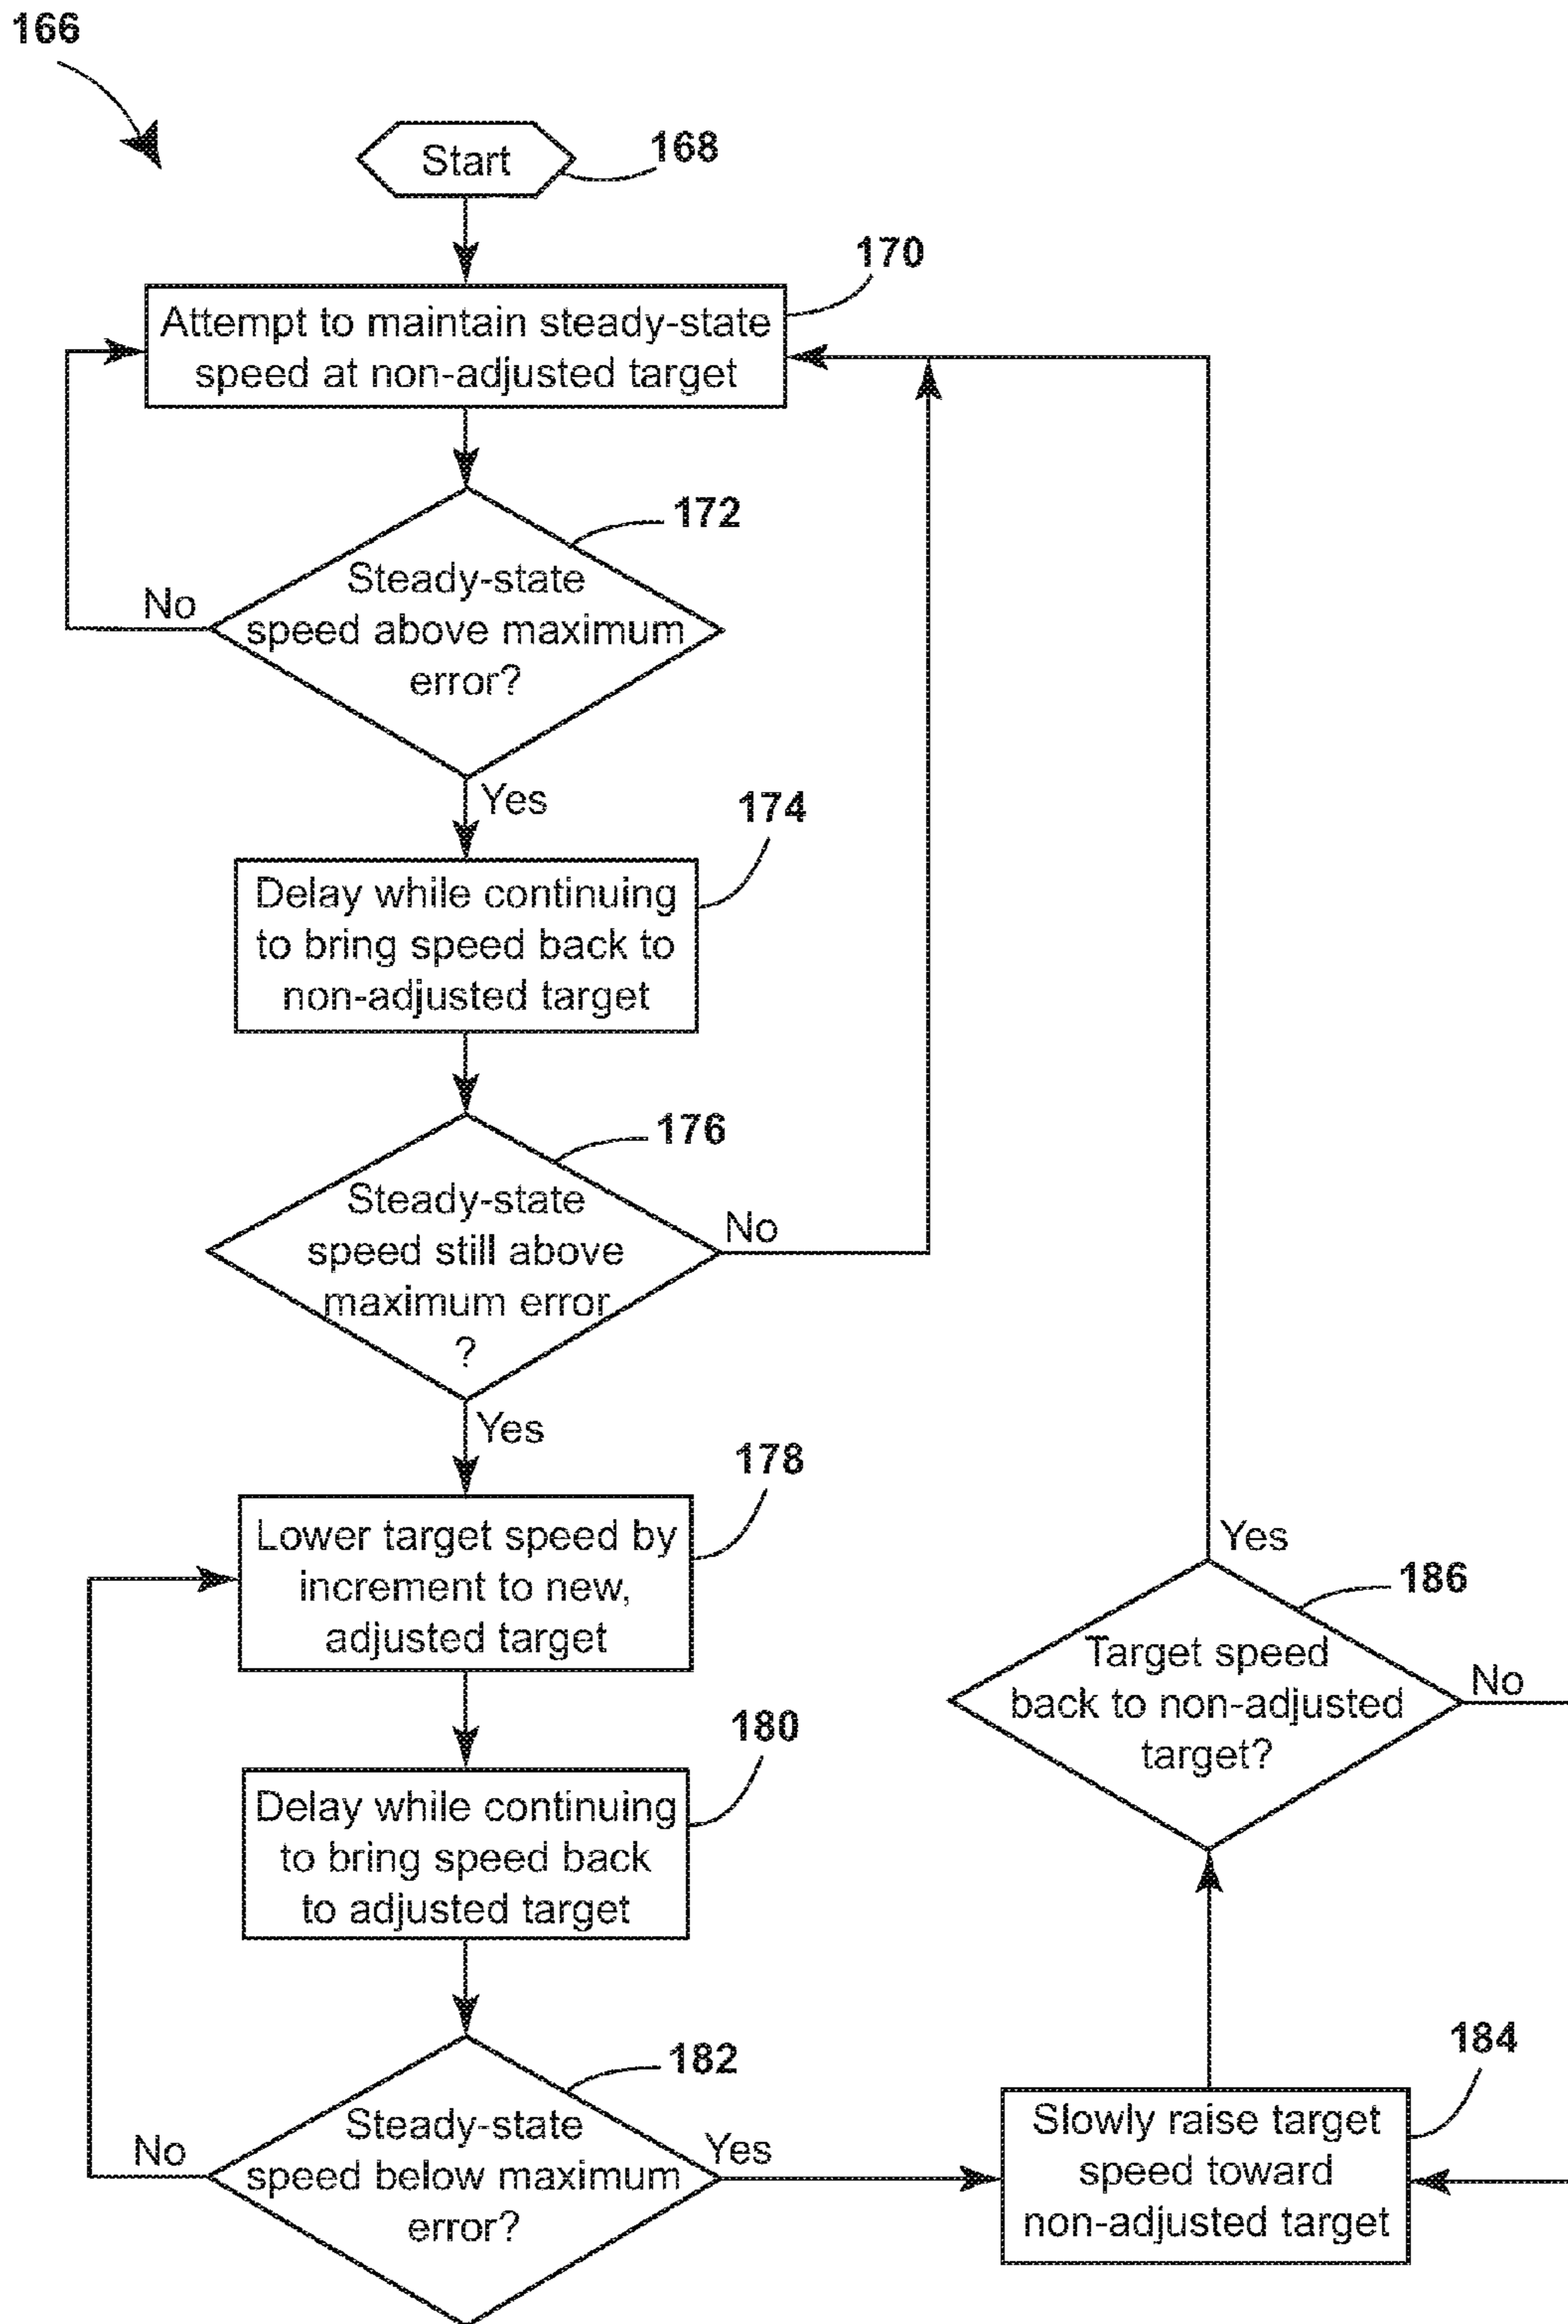 166
Start
168
170
Attempt to maintain steady-state
speed at non-adjusted target
172
Steady-state
speed above maximum
error?
No
Yes
174
Delay while continuing
to bring speed back to
non-adjusted target
176
Steady-state
speed still above
maximum error
?
No
Yes
178
Lower target speed by
increment to new,
adjusted target
180
Delay while continuing
to bring speed back
to adjusted target
182
Steady-state
speed below maximum
error?
No
Yes
184
Slowly raise target
speed toward
non-adjusted target
186
Target speed
back to non-adjusted
target?
Yes
No